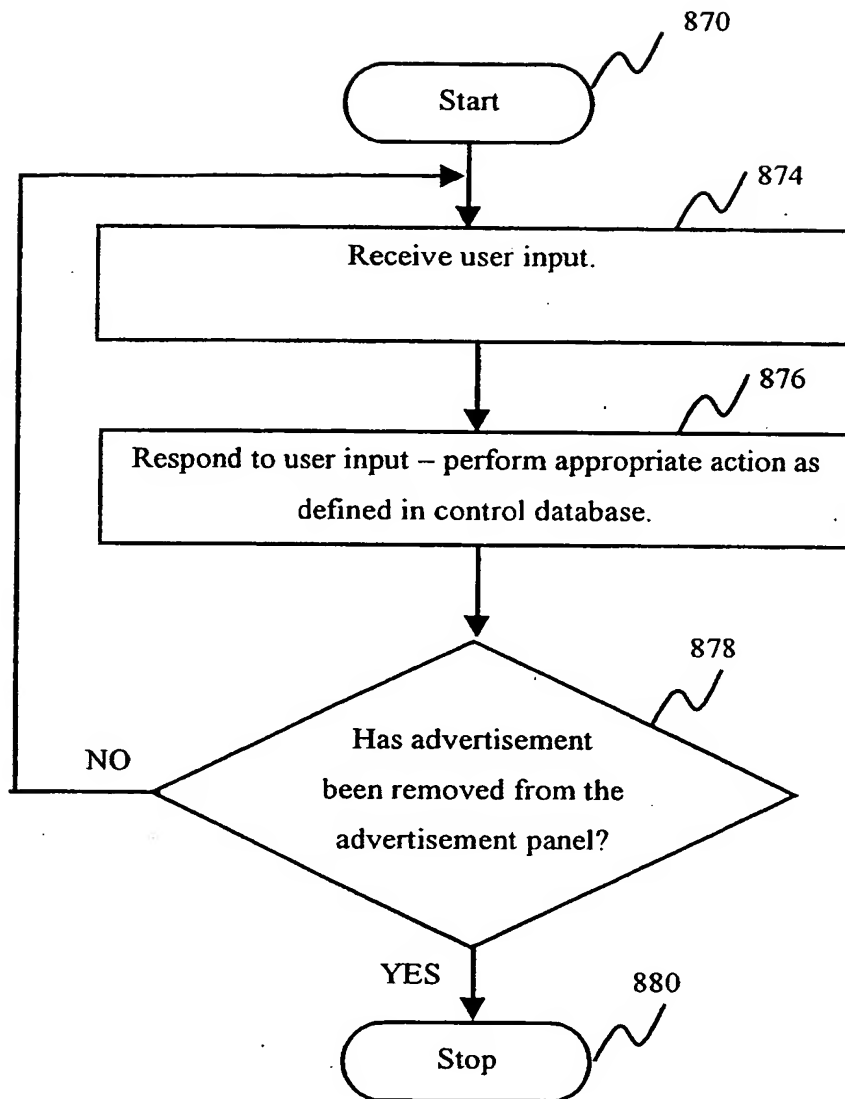 870
Start
874
Receive user input.
876
Respond to user input – perform appropriate action as
defined in control database.
878
Has advertisement
been removed from the
advertisement panel?
NO
YES
880
Stop